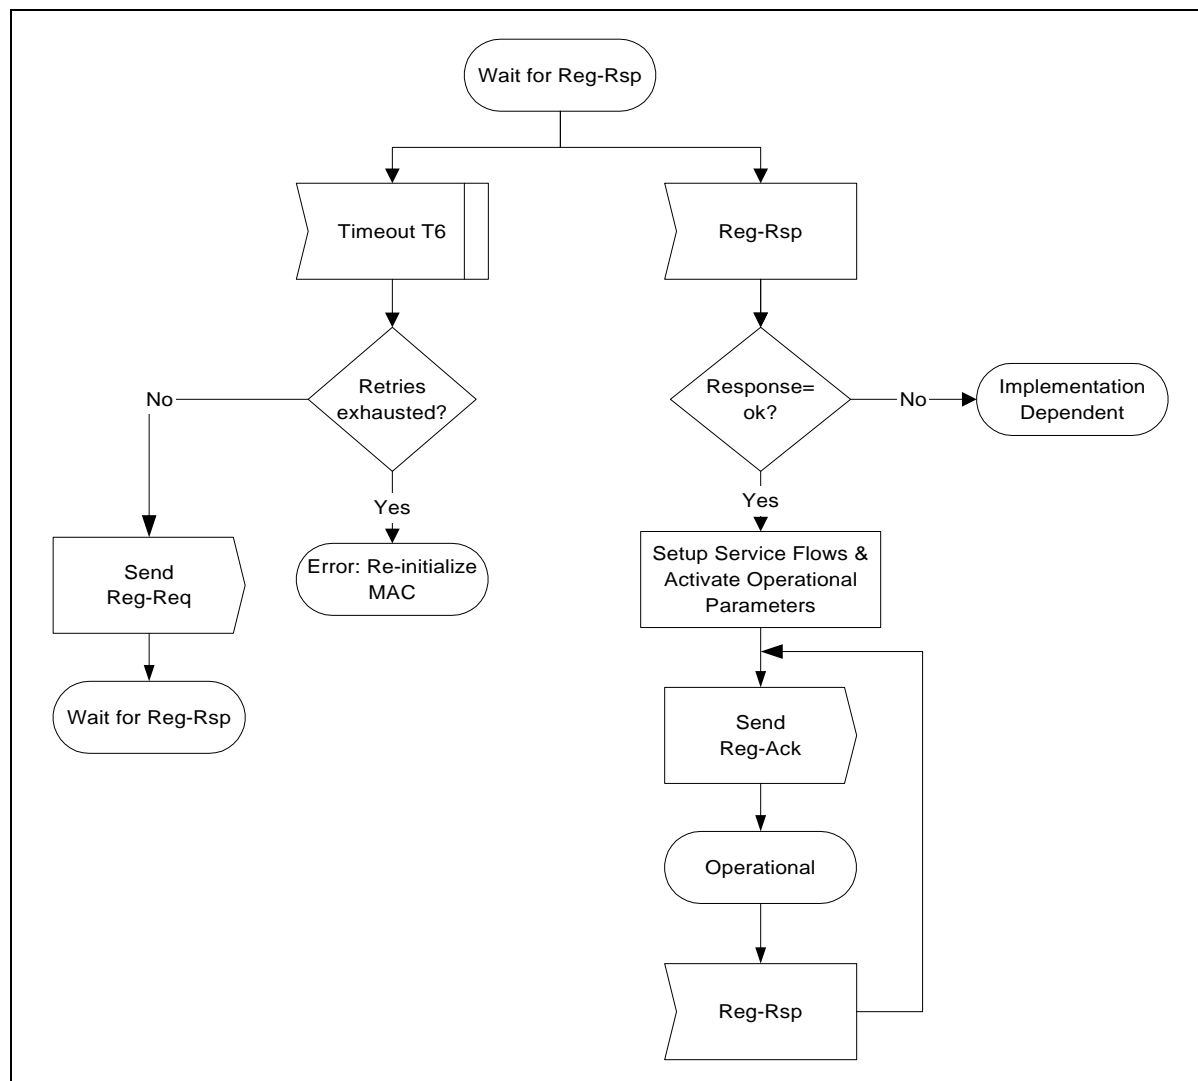 Wait for Reg-Rsp
Timeout T6
Reg-Rsp
Retries
exhausted?
No
Response=
ok?
No
Implementation
Dependent
Yes
Yes
Error: Re-initialize
MAC
Setup Service Flows &
Activate Operational
Parameters
Send
Reg-Req
Wait for Reg-Rsp
Send
Reg-Ack
Operational
Reg-Rsp